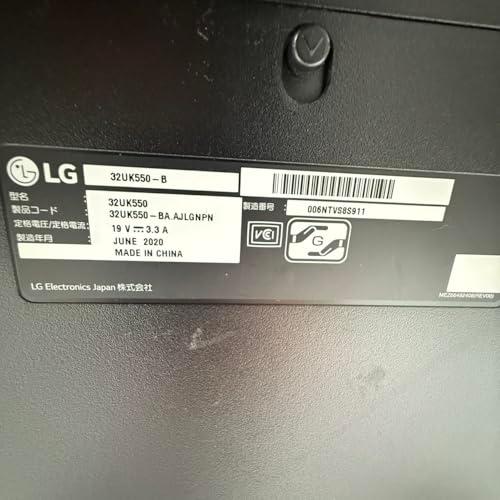 LG 32UK550-B
型名 : 32UK550
製品コード : 32UK550-BA.AJLGNPN
定格電圧/定格電流: 19 V⎓3.3 A
製造年月 : JUNE 2020
MADE IN CHINA
製造番号 : 006NTVS8S911
VCCI
G
LG Electronics Japan 株式会社